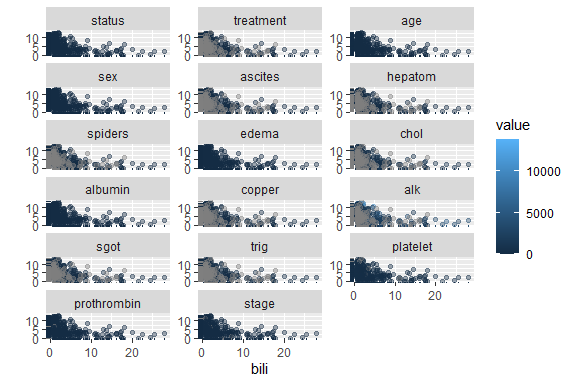 status treatment age
10
5
0
sex ascites hepatom
10
5
0
spiders edema chol
10
5
0
albumin copper alk
10
5
0
sgot trig platelet
10
5
0
0 10 20
prothrombin stage
10
5
0
0 10 20 0 10 20
bili
value
10000
5000
0